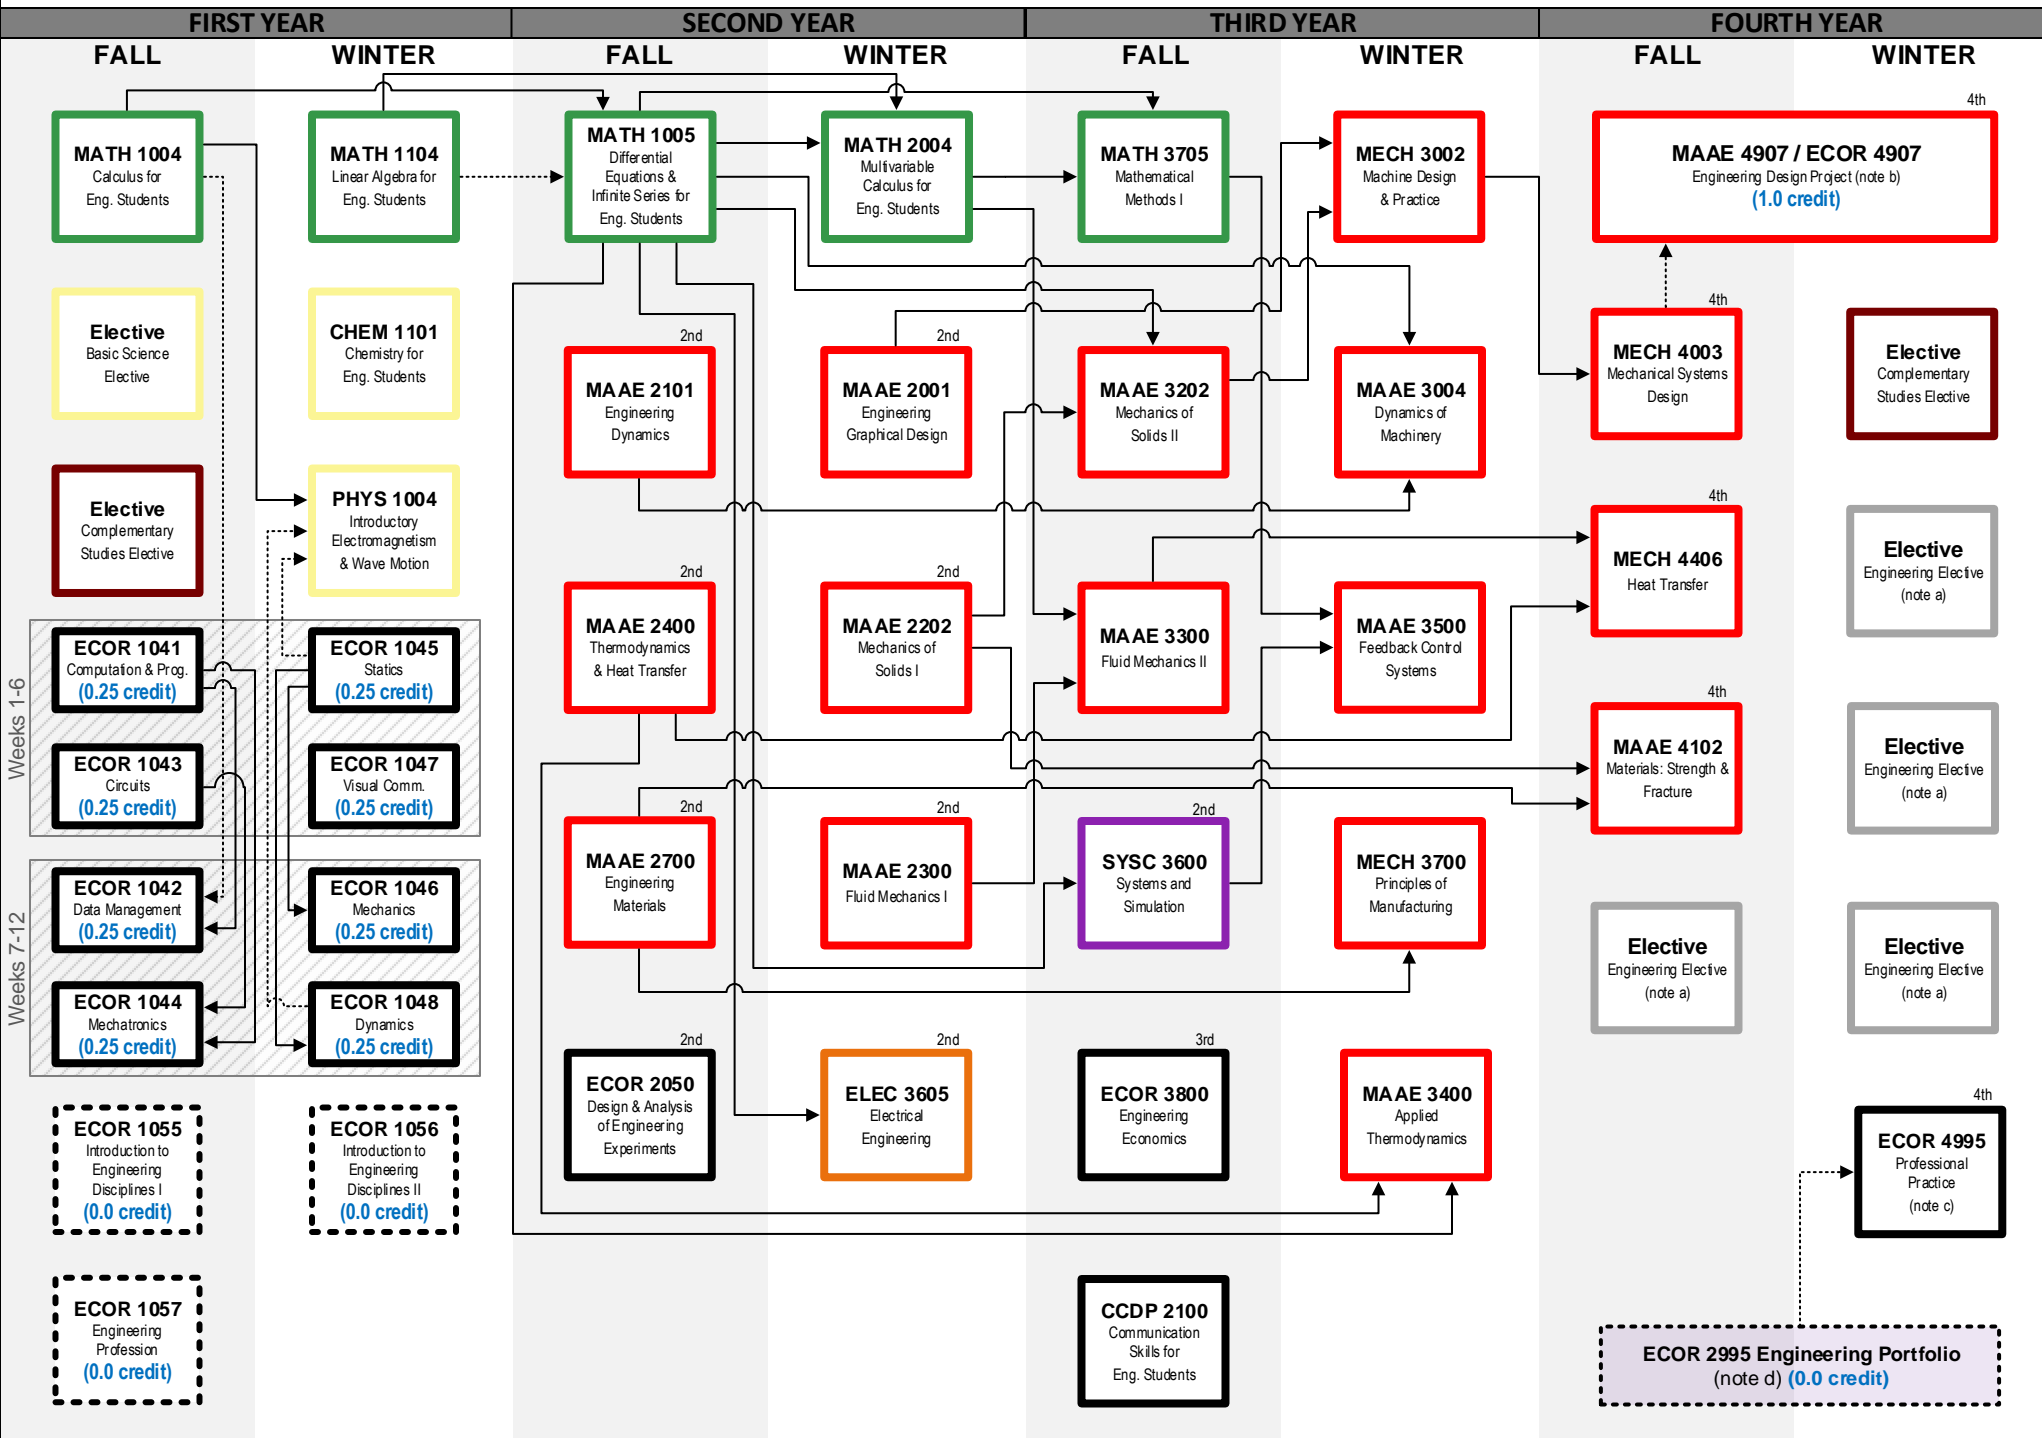 FIRST YEAR
SECOND YEAR
THIRD YEAR
FOURTH YEAR
FALL
WINTER
FALL
WINTER
FALL
WINTER
FALL
WINTER
MATH 1004
Calculus for
Eng. Students
Elective
Basic Science
Elective
Elective
Complementary
Studies Elective
Weeks 1-6
ECOR 1041
Computation & Prog.
(0.25 credit)
ECOR 1043
Circuits
(0.25 credit)
Weeks 7-12
ECOR 1042
Data Management
(0.25 credit)
ECOR 1044
Mechatronics
(0.25 credit)
ECOR 1055
Introduction to
Engineering
Disciplines I
(0.0 credit)
ECOR 1057
Engineering
Profession
(0.0 credit)
MATH 1104
Linear Algebra for
Eng. Students
CHEM 1101
Chemistry for
Eng. Students
PHYS 1004
Introductory
Electromagnetism
& Wave Motion
ECOR 1045
Statics
(0.25 credit)
ECOR 1047
Visual Comm.
(0.25 credit)
ECOR 1046
Mechanics
(0.25 credit)
ECOR 1048
Dynamics
(0.25 credit)
ECOR 1056
Introduction to
Engineering
Disciplines II
(0.0 credit)
MATH 1005
Differential
Equations &
Infinite Series for
Eng. Students
2nd
MAAE 2101
Engineering
Dynamics
2nd
MAAE 2400
Thermodynamics
& Heat Transfer
2nd
MAAE 2700
Engineering
Materials
2nd
ECOR 2050
Design & Analysis
of Engineering
Experiments
MATH 2004
Multivariable
Calculus for
Eng. Students
2nd
MAAE 2001
Engineering
Graphical Design
2nd
MAAE 2202
Mechanics of
Solids I
2nd
MAAE 2300
Fluid Mechanics I
2nd
ELEC 3605
Electrical
Engineering
MATH 3705
Mathematical
Methods I
MAAE 3202
Mechanics of
Solids II
MAAE 3300
Fluid Mechanics II
2nd
SYSC 3600
Systems and
Simulation
3rd
ECOR 3800
Engineering
Economics
CCDP 2100
Communication
Skills for
Eng. Students
MECH 3002
Machine Design
& Practice
MAAE 3004
Dynamics of
Machinery
MAAE 3500
Feedback Control
Systems
MECH 3700
Principles of
Manufacturing
MAAE 3400
Applied
Thermodynamics
4th
MAAE 4907 / ECOR 4907
Engineering Design Project (note b)
(1.0 credit)
4th
MECH 4003
Mechanical Systems
Design
4th
MECH 4406
Heat Transfer
4th
MAAE 4102
Materials: Strength &
Fracture
Elective
Engineering Elective
(note a)
Elective
Complementary
Studies Elective
Elective
Engineering Elective
(note a)
Elective
Engineering Elective
(note a)
Elective
Engineering Elective
(note a)
4th
ECOR 4995
Professional
Practice
(note c)
ECOR 2995 Engineering Portfolio
(note d) (0.0 credit)